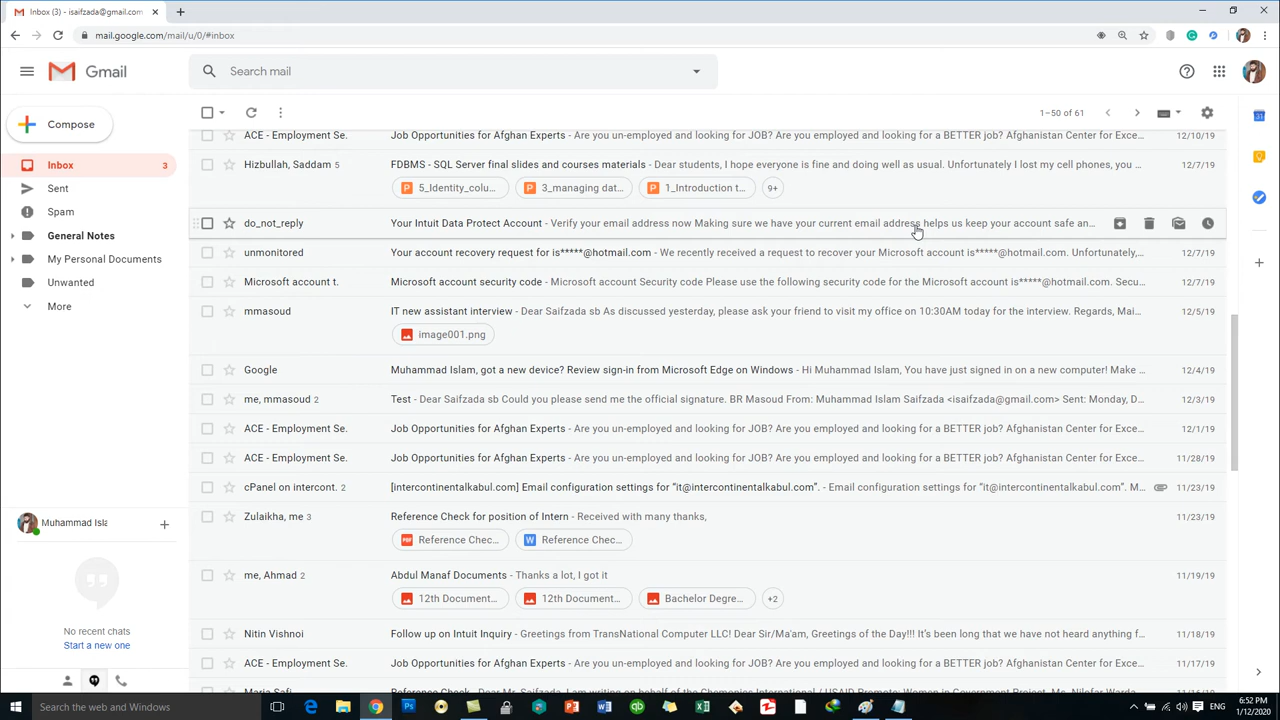 Inbox (3) - isaifzada@gmail.com
mail.google.com/mail/u/0/#inbox
Gmail
Search mail
Compose
1–50 of 61
Inbox 3
Sent
Spam
General Notes
My Personal Documents
Unwanted
More
ACE - Employment Se. Job Opportunities for Afghan Experts - Are you un-employed and looking for JOB? Are you employed and looking for a BETTER job? Afghanistan Center for Exce... 12/10/19
Hizbullah, Saddam 5 FDBMS - SQL Server final slides and courses materials - Dear students, I hope everyone is fine and doing well as usual. Unfortunately I lost my cell phones, you ... 12/7/19
5_Identity_colu... 3_managing dat... 1_Introduction t... 9+
do_not_reply Your Intuit Data Protect Account - Verify your email address now Making sure we have your current email address helps us keep your account safe an...
unmonitored Your account recovery request for is*****@hotmail.com - We recently received a request to recover your Microsoft account is*****@hotmail.com. Unfortunately,... 12/7/19
Microsoft account t. Microsoft account security code - Microsoft account Security code Please use the following security code for the Microsoft account is*****@hotmail.com. Secu... 12/7/19
mmasoud IT new assistant interview - Dear Saifzada sb As discussed yesterday, please ask your friend to visit my office on 10:30AM today for the interview. Regards, Mai... 12/5/19
image001.png
Google Muhammad Islam, got a new device? Review sign-in from Microsoft Edge on Windows - Hi Muhammad Islam, You have just signed in on a new computer! Make ... 12/4/19
me, mmasoud 2 Test - Dear Saifzada sb Could you please send me the official signature. BR Masoud From: Muhammad Islam Saifzada <isaifzada@gmail.com> Sent: Monday, D... 12/3/19
ACE - Employment Se. Job Opportunities for Afghan Experts - Are you un-employed and looking for JOB? Are you employed and looking for a BETTER job? Afghanistan Center for Exce... 12/1/19
ACE - Employment Se. Job Opportunities for Afghan Experts - Are you un-employed and looking for JOB? Are you employed and looking for a BETTER job? Afghanistan Center for Exce... 11/28/19
cPanel on intercont. 2 [intercontinentalkabul.com] Email configuration settings for “it@intercontinentalkabul.com”. - Email configuration settings for “it@intercontinentalkabul.com”. M... 11/23/19
Zulaikha, me 3 Reference Check for position of Intern - Received with many thanks, 11/23/19
PDF Reference Chec... W Reference Chec...
me, Ahmad 2 Abdul Manaf Documents - Thanks a lot, I got it 11/19/19
12th Document... 12th Document... Bachelor Degre... +2
Nitin Vishnoi Follow up on Intuit Inquiry - Greetings from TransNational Computer LLC! Dear Sir/Ma'am, Greetings of the Day!!! It's been long that we have not heard anything f... 11/18/19
ACE - Employment Se. Job Opportunities for Afghan Experts - Are you un-employed and looking for JOB? Are you employed and looking for a BETTER job? Afghanistan Center for Exce... 11/17/19
Muhammad Isla
No recent chats
Start a new one
Search the web and Windows
ENG
6:52 PM
1/12/2020